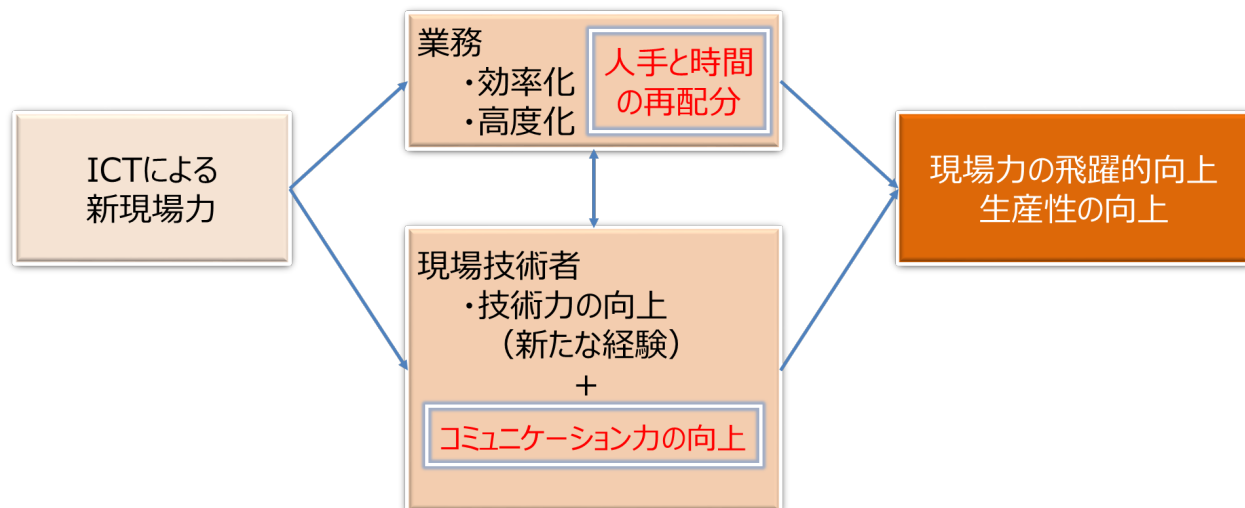 ICTによる
新現場力
業務
・効率化
・高度化
人手と時間
の再配分
現場技術者
・技術力の向上
（新たな経験）
＋
コミュニケーション力の向上
現場力の飛躍的向上
生産性の向上